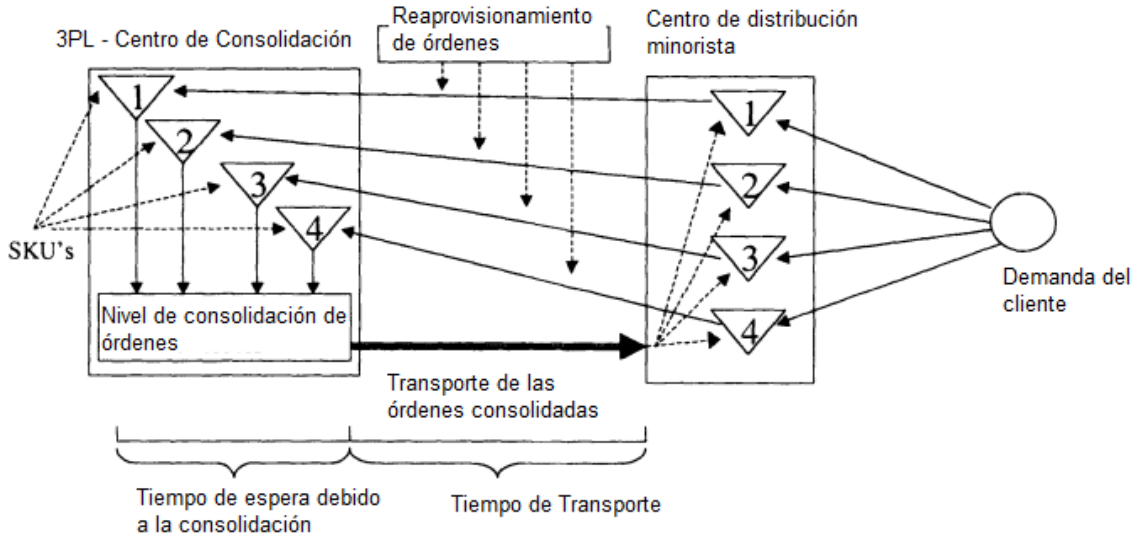 Reaprovisionamiento
de órdenes
Centro de distribución
minorista
3PL - Centro de Consolidación
1
2
3
4
SKU's
Nivel de consolidación de
órdenes
1
2
3
4
Demanda del
cliente
Transporte de las
órdenes consolidadas
Tiempo de espera debido
a la consolidación
Tiempo de Transporte